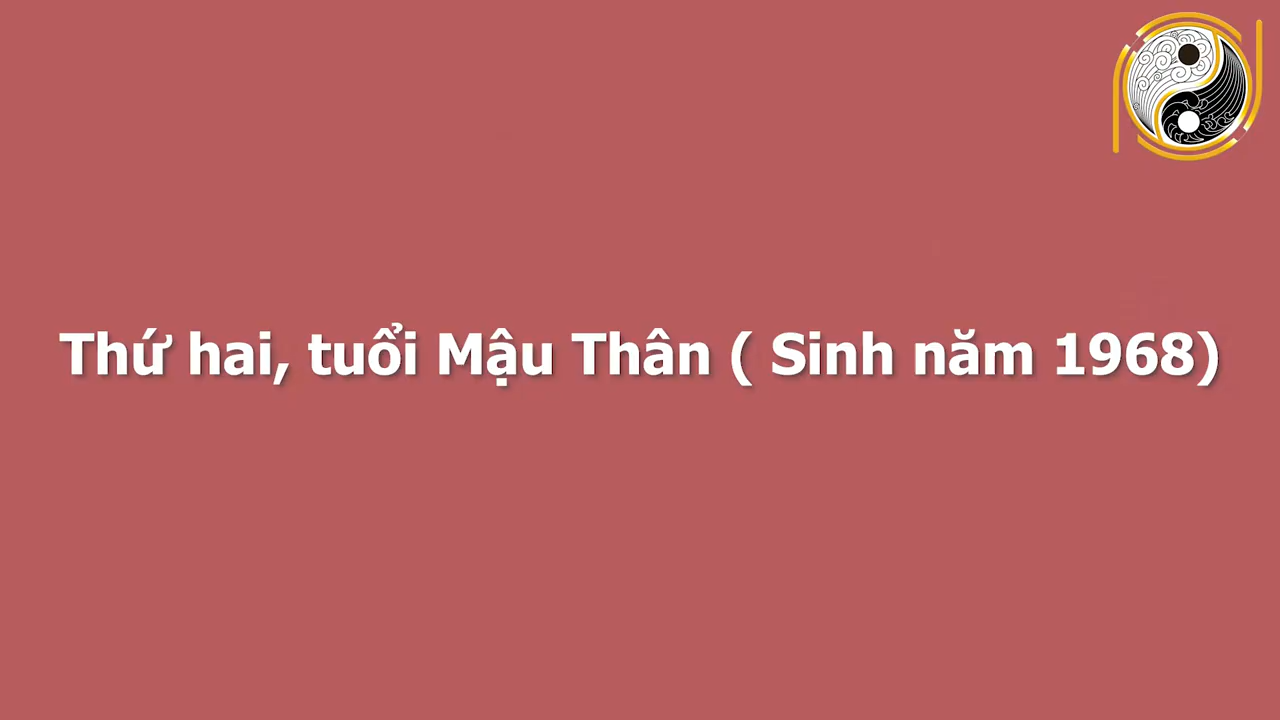 Thứ hai, tuổi Mậu Thân ( Sinh năm 1968)